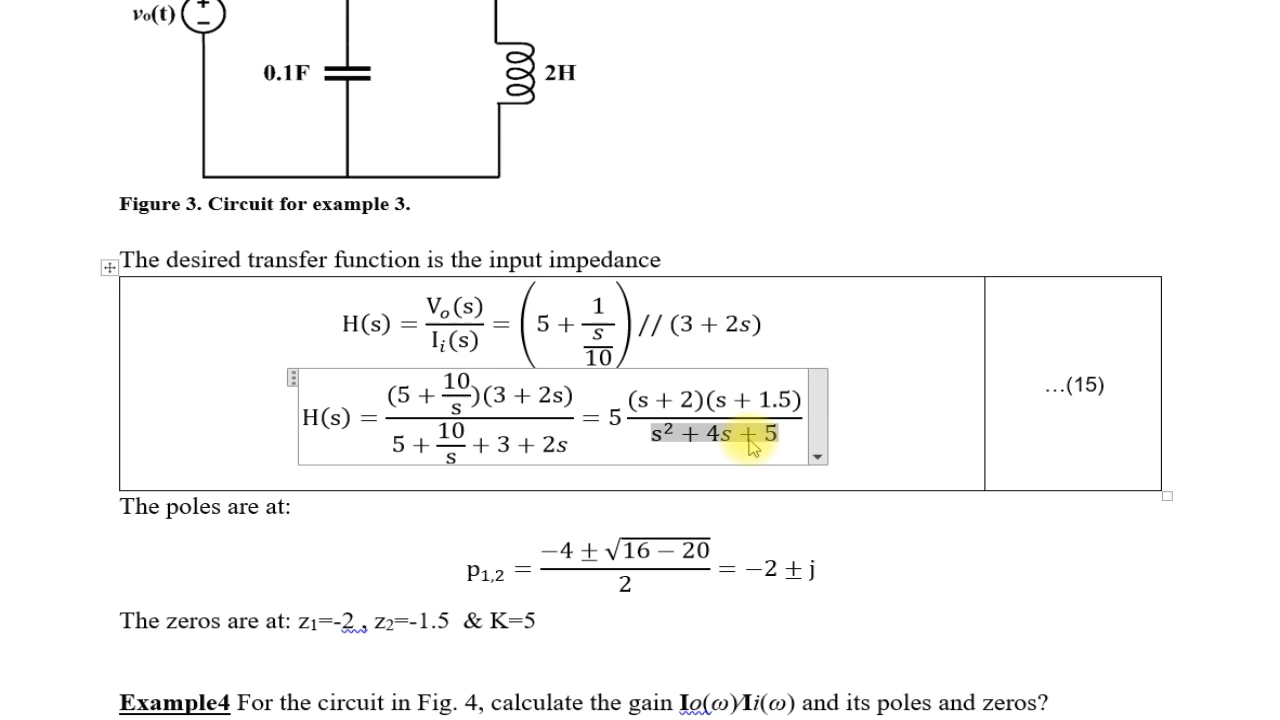 vo(t)
+
−
0.1F
2H
Figure 3. Circuit for example 3.
The desired transfer function is the input impedance
H(s) = Vₒ(s)/Iᵢ(s) = (5 + 1/(s/10)) // (3 + 2s)
H(s) = (5 + 10/s)(3 + 2s)/(5 + 10/s + 3 + 2s) = 5 (s + 2)(s + 1.5)/(s² + 4s + 5)
...(15)
The poles are at:
p₁,₂ = (−4 ± √(16 − 20))/2 = −2 ± j
The zeros are at: z₁=-2 , z₂=-1.5 & K=5
Example4 For the circuit in Fig. 4, calculate the gain Io(ω)/Ii(ω) and its poles and zeros?